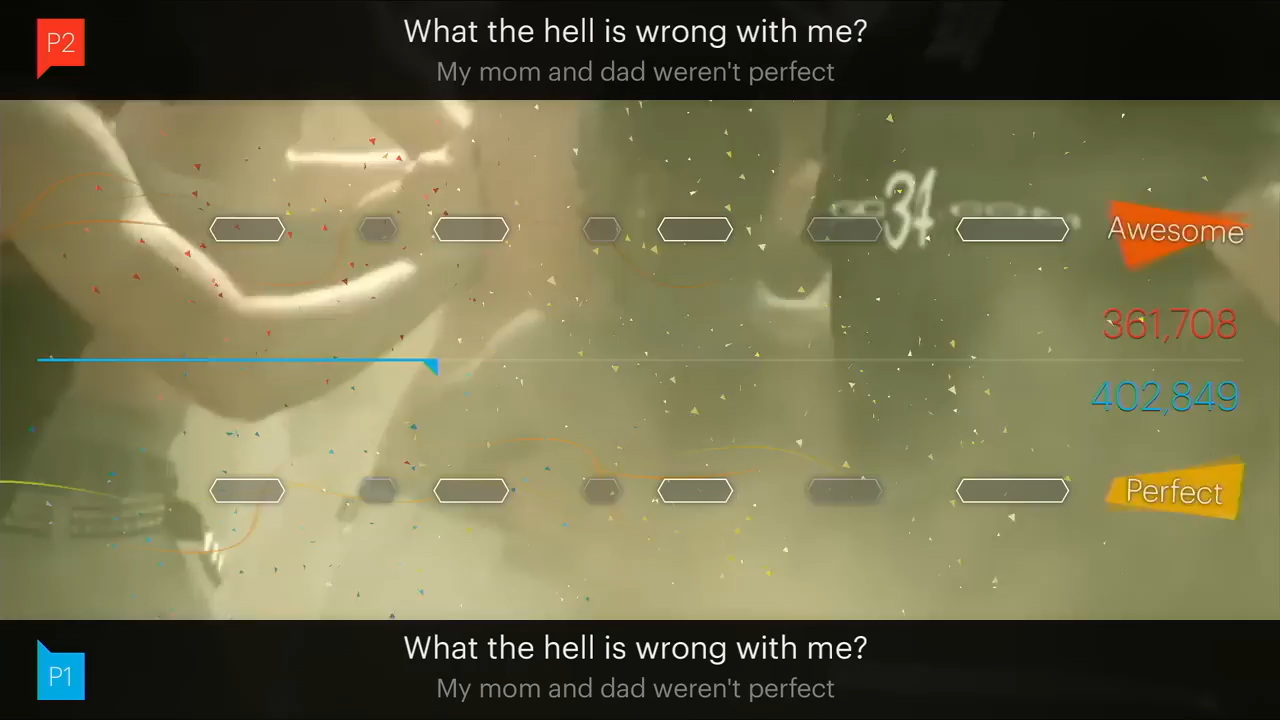 P2
What the hell is wrong with me?
My mom and dad weren't perfect
Awesome
361,708
402,849
Perfect
P1
What the hell is wrong with me?
My mom and dad weren't perfect